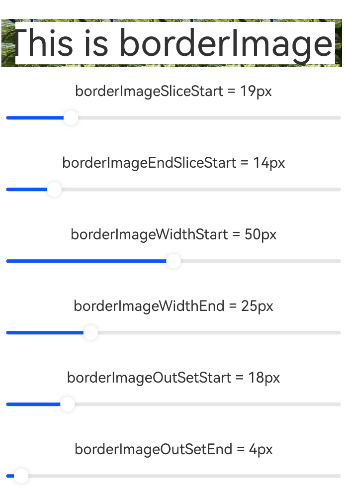 This is borderImage
borderImageSliceStart = 19px
borderImageEndSliceStart = 14px
borderImageWidthStart = 50px
borderImageWidthEnd = 25px
borderImageOutSetStart = 18px
borderImageOutSetEnd = 4px